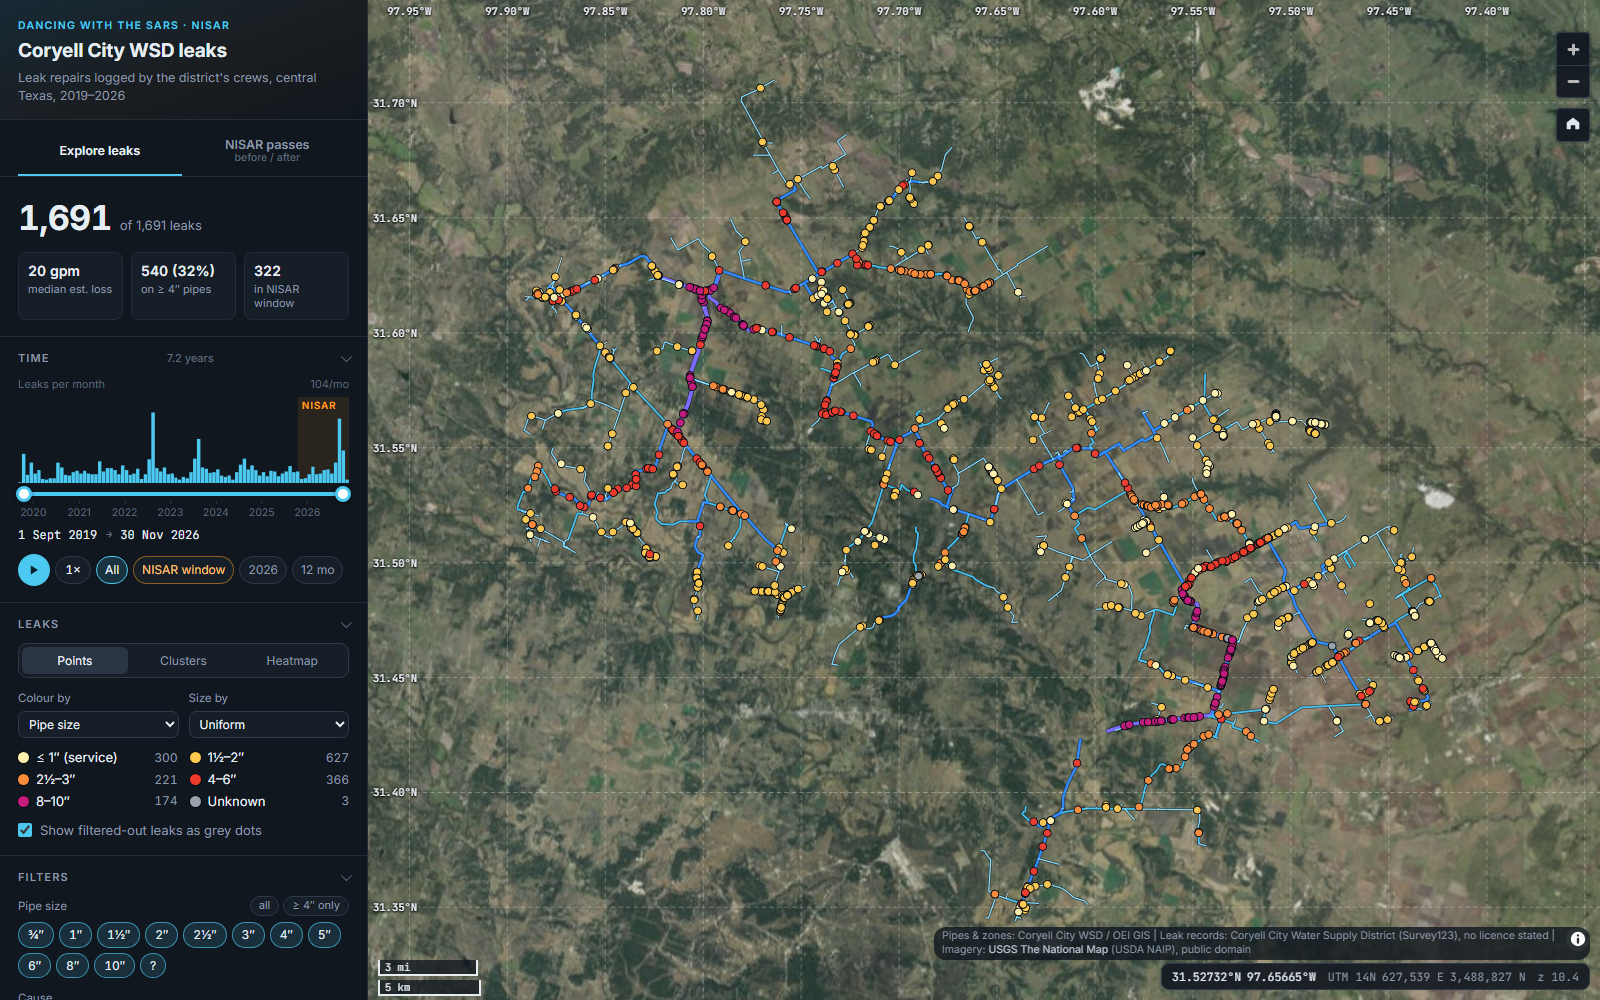 DANCING WITH THE SARS · NISAR
Coryell City WSD leaks
Leak repairs logged by the district's crews, central
Texas, 2019–2026
Explore leaks
NISAR passes
before / after
1,691 of 1,691 leaks
20 gpm
median est. loss
540 (32%)
on ≥ 4″ pipes
322
in NISAR
window
TIME
7.2 years
Leaks per month
104/mo
NISAR
2020 2021 2022 2023 2024 2025 2026
1 Sept 2019 → 30 Nov 2026
1× All NISAR window 2026 12 mo
LEAKS
Points Clusters Heatmap
Colour by Size by
Pipe size Uniform
≤ 1″ (service) 300 1½–2″ 627
2½–3″ 221 4–6″ 366
8–10″ 174 Unknown 3
Show filtered-out leaks as grey dots
FILTERS
Pipe size all ≥ 4″ only
¾″ 1″ 1½″ 2″ 2½″ 3″ 4″ 5″
6″ 8″ 10″ ?
Cause
97.95°W 97.90°W 97.85°W 97.80°W 97.75°W 97.70°W 97.65°W 97.60°W 97.55°W 97.50°W 97.45°W 97.40°W
31.70°N
31.65°N
31.60°N
31.55°N
31.50°N
31.45°N
31.40°N
31.35°N
+
−
3 mi
5 km
Pipes & zones: Coryell City WSD / OEI GIS | Leak records: Coryell City Water Supply District (Survey123), no licence stated |
Imagery: USGS The National Map (USDA NAIP), public domain
31.52732°N 97.65665°W UTM 14N 627,539 E 3,488,827 N z 10.4